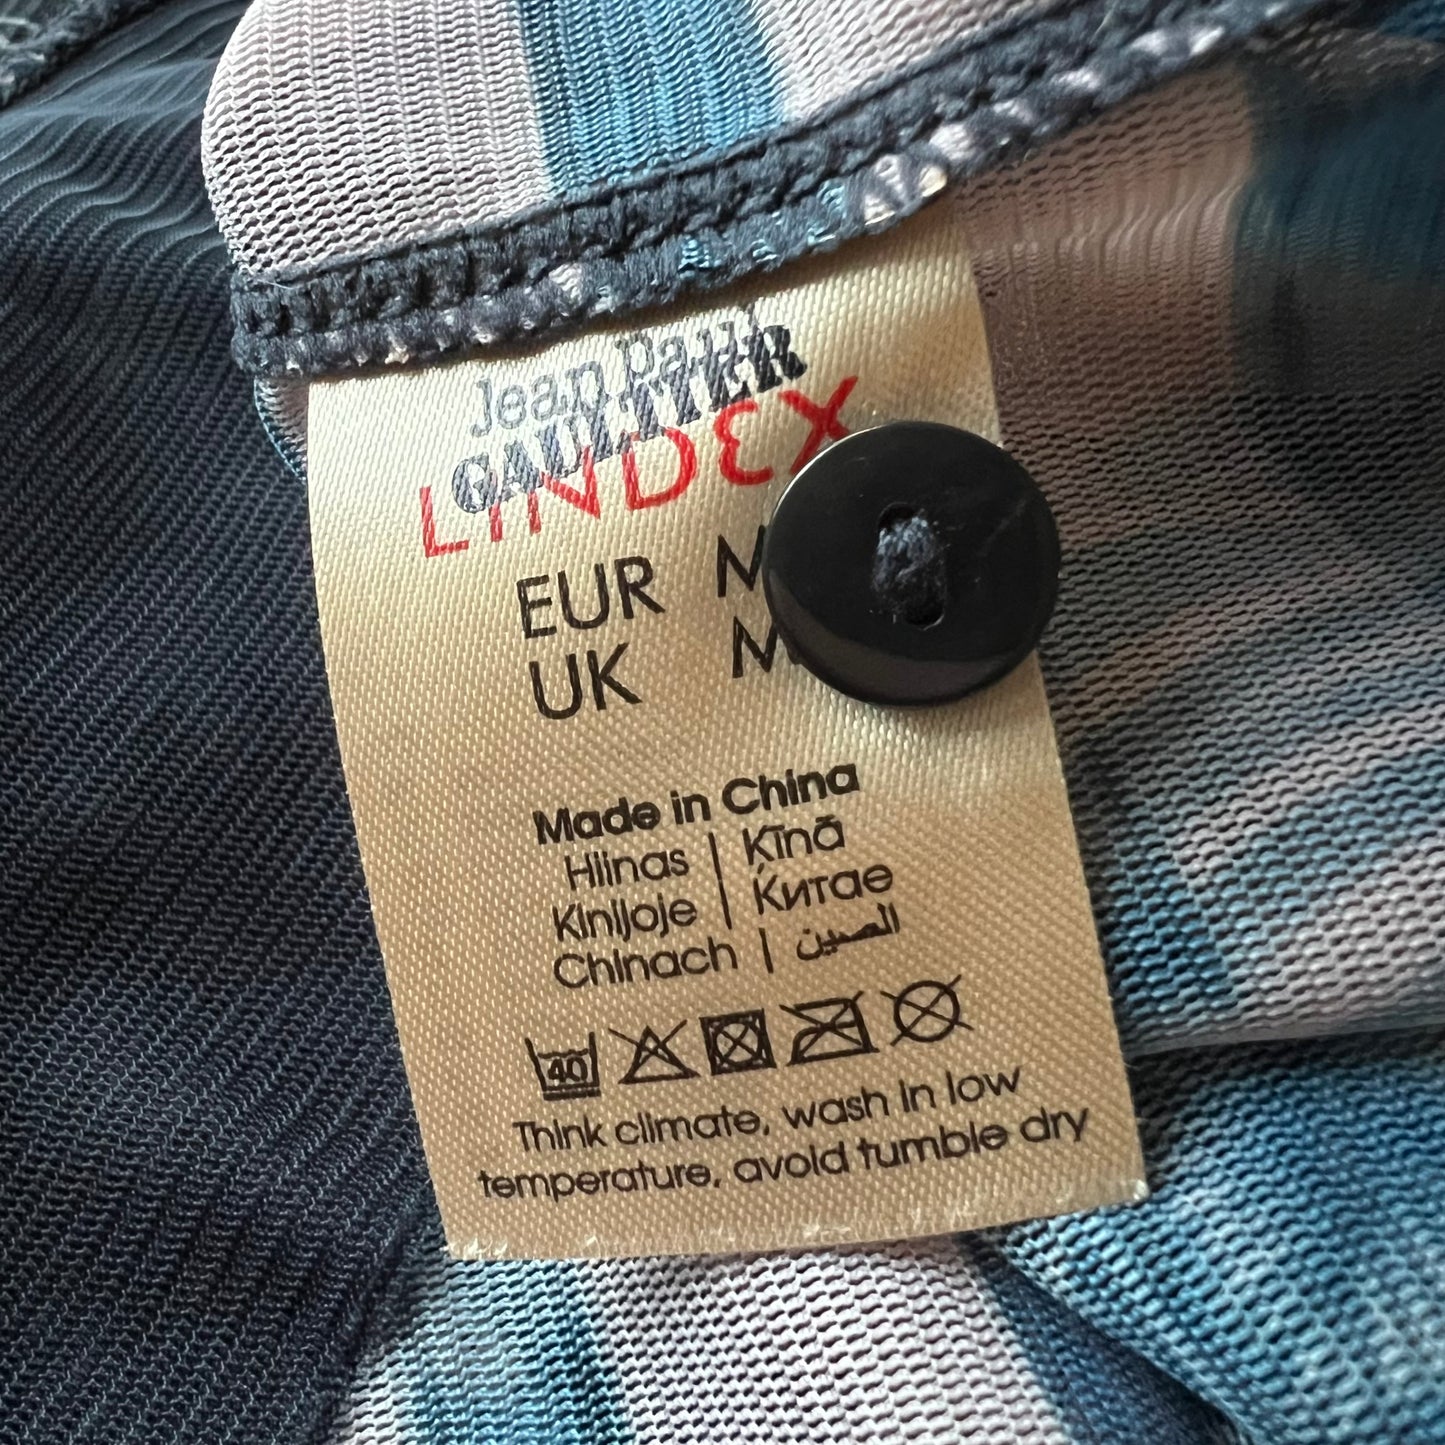 Jean Paul
GAULTIER
LINDEX
EUR
UK
Made in China
Hiinas | Ķīnā
Kinijoje | Китае
Chinach | الصين
40
Think climate, wash in low
temperature, avoid tumble dry